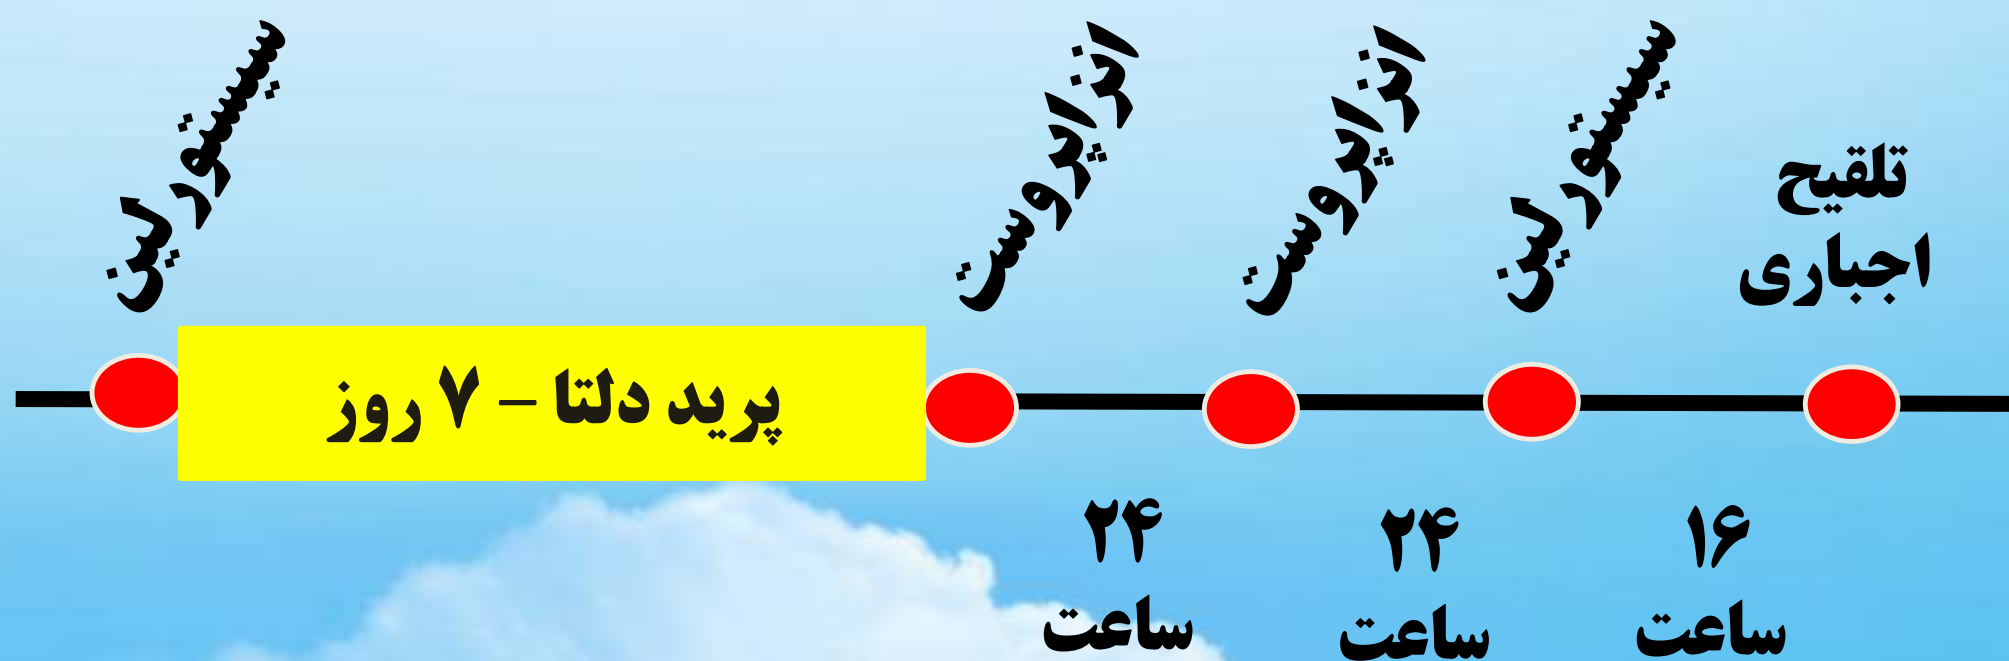 سیستورلین
انزاپروست
انزاپروست
سیستورلین
تلقیح
اجباری
پرید دلتا – ۷ روز
۲۴
ساعت
۲۴
ساعت
۱۶
ساعت